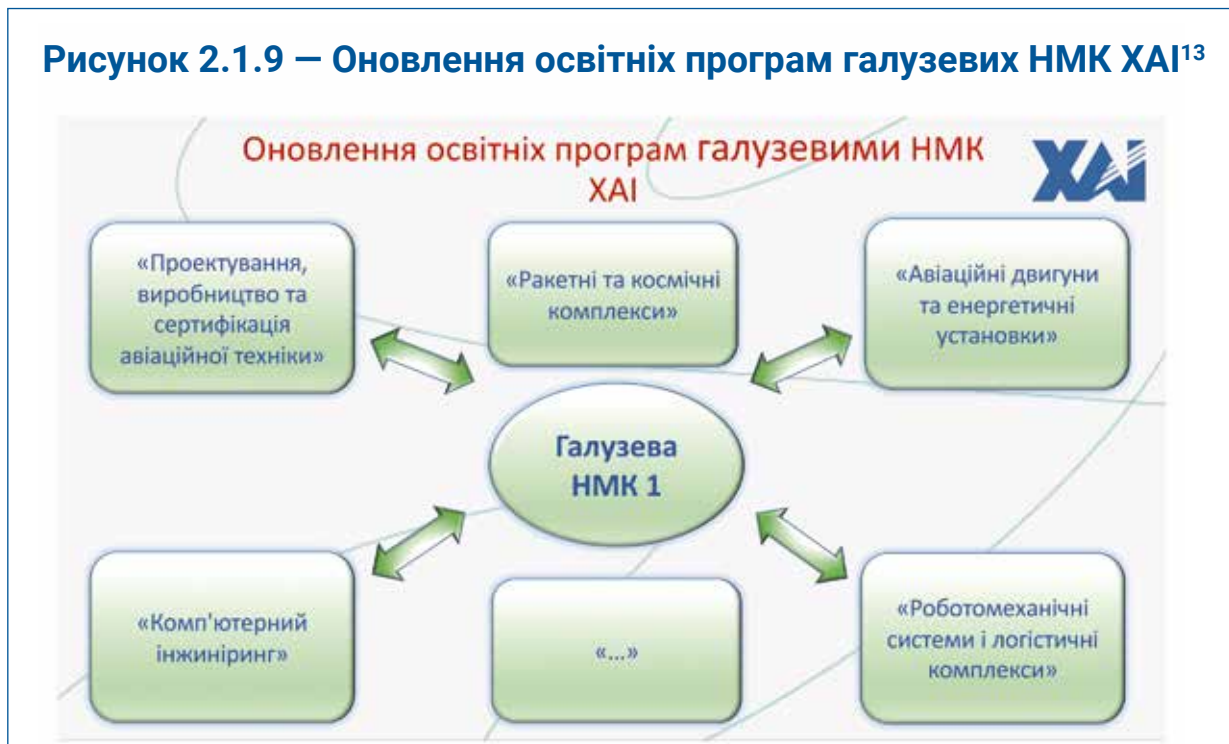 Рисунок 2.1.9 — Оновлення освітніх програм галузевих НМК ХАІ¹³
Оновлення освітніх програм галузевими НМК
ХАІ
ХАІ
«Проектування,
виробництво та
сертифікація
авіаційної техніки»
«Ракетні та космічні
комплекси»
«Авіаційні двигуни
та енергетичні
установки»
Галузева
НМК 1
«Комп'ютерний
інжиніринг»
«...»
«Роботомеханічні
системи і логістичні
комплекси»